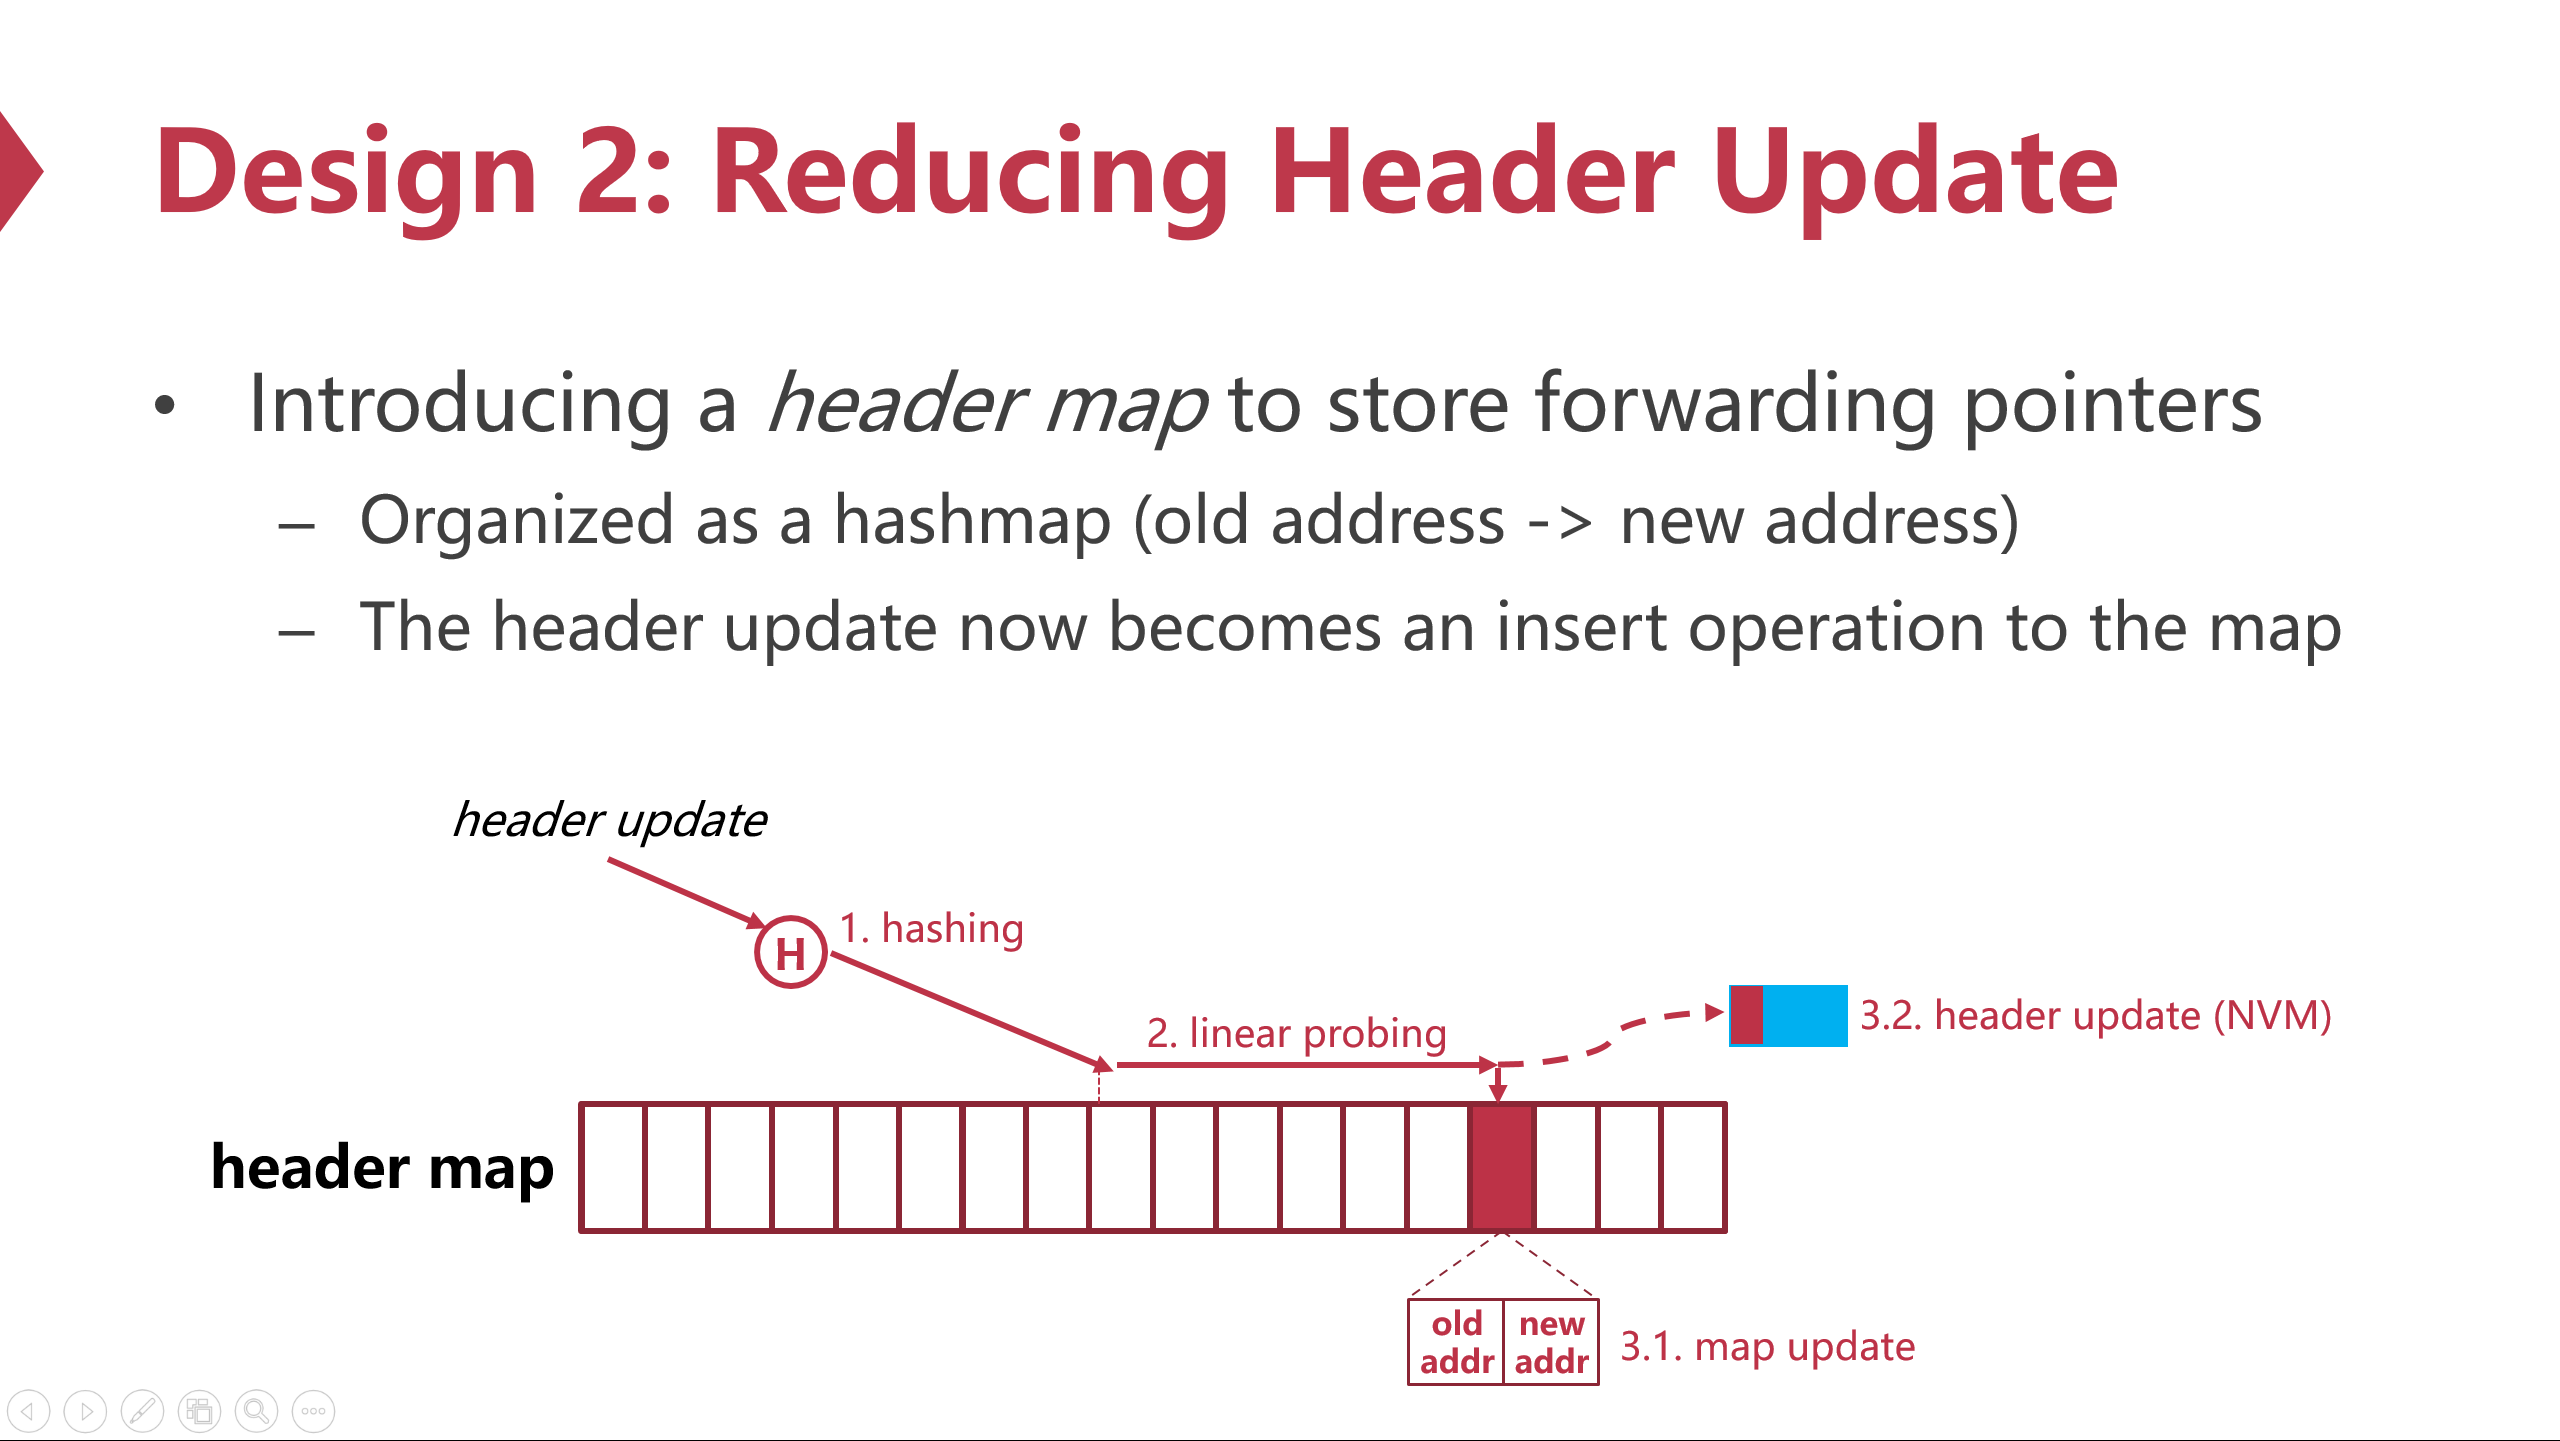 Design 2: Reducing Header Update
• Introducing a header map to store forwarding pointers
– Organized as a hashmap (old address -> new address)
– The header update now becomes an insert operation to the map
header update
H
1. hashing
2. linear probing
3.2. header update (NVM)
header map
old addr
new addr
3.1. map update